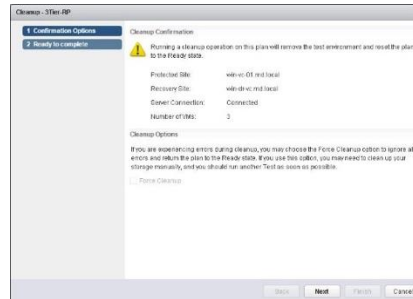 Cleanup - 3Tier-RP
1 Confirmation Options
2 Ready to complete
Cleanup Confirmation
Running a cleanup operation on this plan will remove the test environment and reset the plan
to the Ready state.
Protected Site: win-vc-01.rnd.local
Recovery Site: win-dr-vc.rnd.local
Server Connection: Connected
Number of VMs: 3
Cleanup Options
If you are experiencing errors during cleanup, you may choose the Force Cleanup option to ignore all
errors and return the plan to the Ready state. If you use this option, you may need to clean up your
storage manually, and you should run another Test as soon as possible.
Force Cleanup
Back Next Finish Cancel